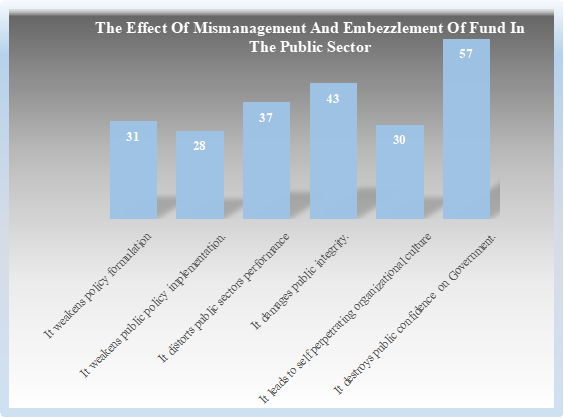 The Effect Of Mismanagement And Embezzlement Of Fund In
The Public Sector
31
28
37
43
30
57
It weakens policy formulation
It weakens public policy implementation.
It distorts public sectors performance
It damages public integrity.
It leads to self perpetrating organizational culture
It destroys public confidence on Government.